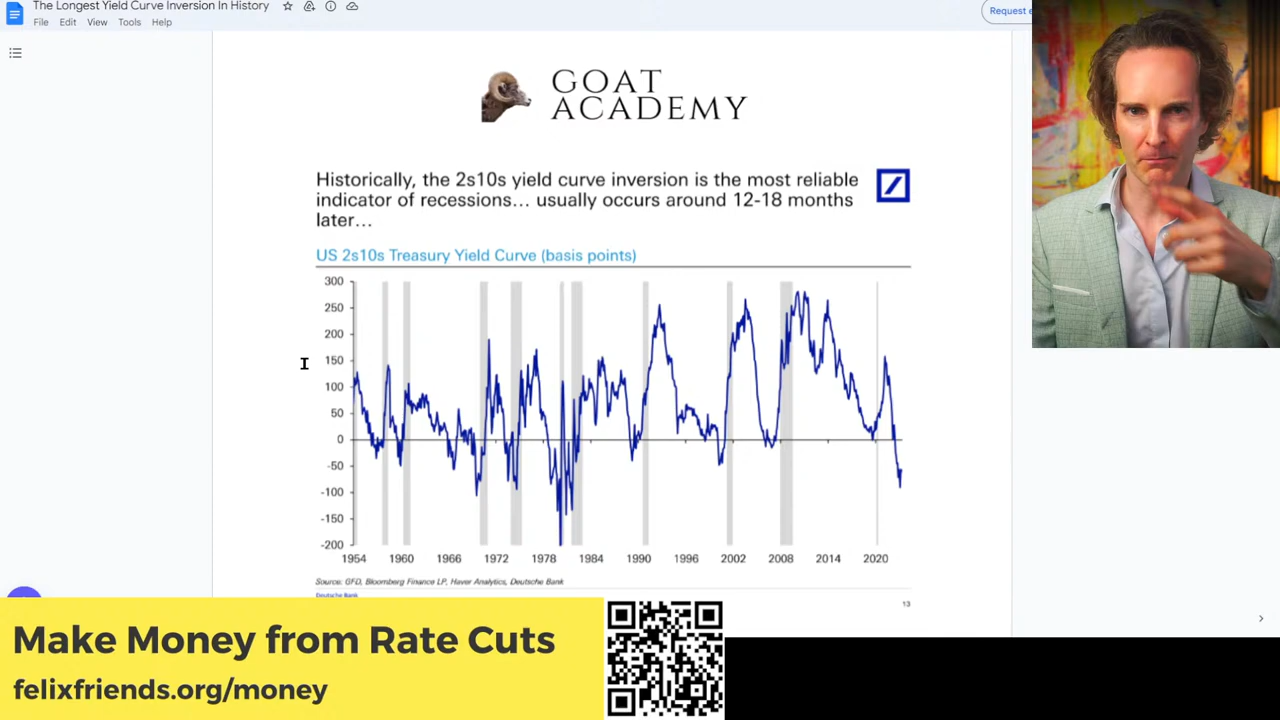 The Longest Yield Curve Inversion In History
File Edit View Tools Help
Request e
GOAT
ACADEMY
Historically, the 2s10s yield curve inversion is the most reliable
indicator of recessions… usually occurs around 12-18 months
later…
US 2s10s Treasury Yield Curve (basis points)
300
250
200
150
100
50
0
-50
-100
-150
-200
1954 1960 1966 1972 1978 1984 1990 1996 2002 2008 2014 2020
Source: GFD, Bloomberg Finance LP, Haver Analytics, Deutsche Bank
Deutsche Bank
13
Make Money from Rate Cuts
felixfriends.org/money